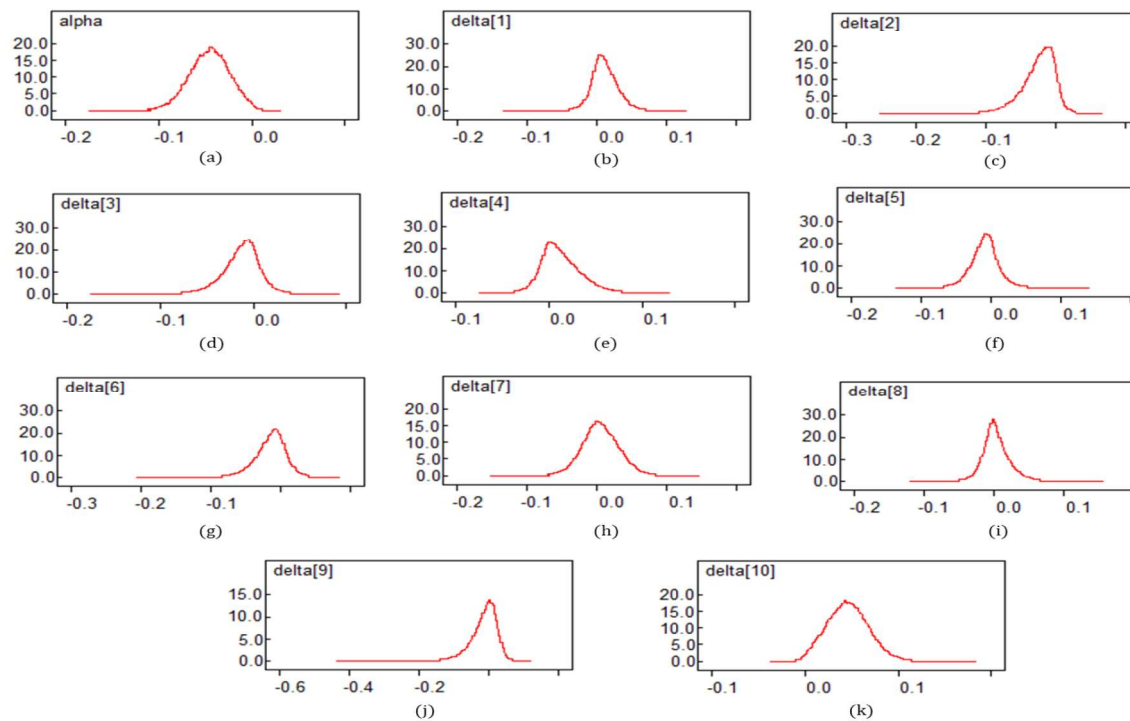 alpha
20.0
15.0
10.0
5.0
0.0
-0.2 -0.1 0.0
(a)
delta[1]
30.0
20.0
10.0
0.0
-0.2 -0.1 0.0 0.1
(b)
delta[2]
20.0
15.0
10.0
5.0
0.0
-0.3 -0.2 -0.1
(c)
delta[3]
30.0
20.0
10.0
0.0
-0.2 -0.1 0.0
(d)
delta[4]
30.0
20.0
10.0
0.0
-0.1 0.0 0.1
(e)
delta[5]
30.0
20.0
10.0
0.0
-0.2 -0.1 0.0 0.1
(f)
delta[6]
30.0
20.0
10.0
0.0
-0.3 -0.2 -0.1
(g)
delta[7]
20.0
15.0
10.0
5.0
0.0
-0.2 -0.1 0.0 0.1
(h)
delta[8]
30.0
20.0
10.0
0.0
-0.2 -0.1 0.0 0.1
(i)
delta[9]
15.0
10.0
5.0
0.0
-0.6 -0.4 -0.2
(j)
delta[10]
20.0
15.0
10.0
5.0
0.0
-0.1 0.0 0.1
(k)